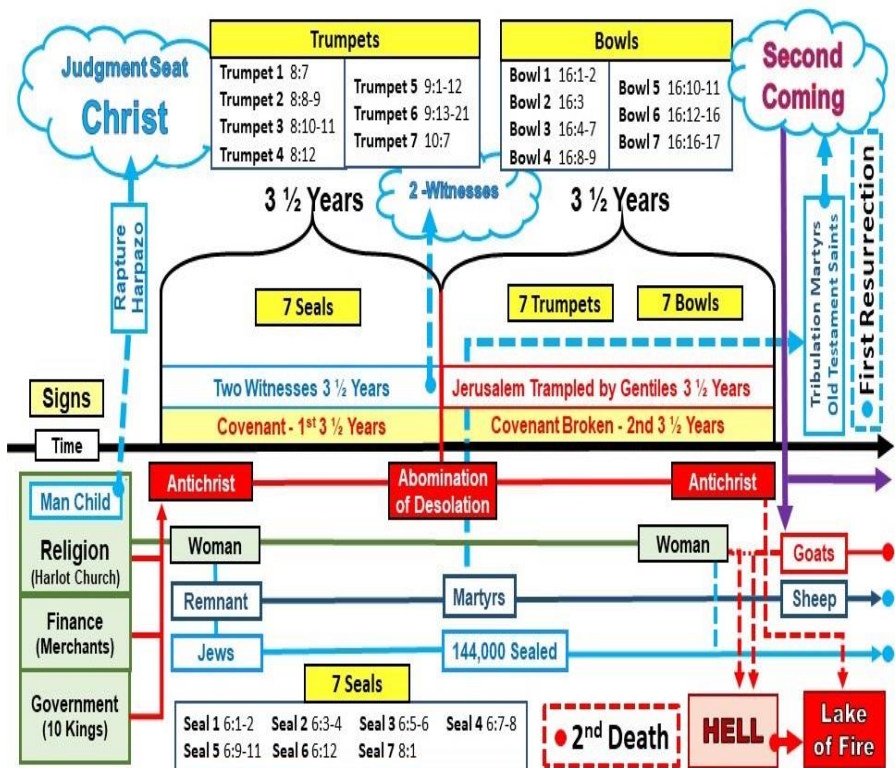 Judgment Seat
Christ
Trumpets
Trumpet 1 8:7
Trumpet 2 8:8-9
Trumpet 3 8:10-11
Trumpet 4 8:12
Trumpet 5 9:1-12
Trumpet 6 9:13-21
Trumpet 7 10:7
Bowls
Bowl 1 16:1-2
Bowl 2 16:3
Bowl 3 16:4-7
Bowl 4 16:8-9
Bowl 5 16:10-11
Bowl 6 16:12-16
Bowl 7 16:16-17
Second
Coming
3 ½ Years
2 -Witnesses
3 ½ Years
Rapture
Harpazo
7 Seals
7 Trumpets
7 Bowls
Tribulation Martyrs
Old Testament Saints
First Resurrection
Signs
Two Witnesses 3 ½ Years
Jerusalem Trampled by Gentiles 3 ½ Years
Covenant - 1st 3 ½ Years
Covenant Broken - 2nd 3 ½ Years
Time
Man Child
Antichrist
Abomination
of Desolation
Antichrist
Religion
(Harlot Church)
Woman
Woman
Goats
Remnant
Martyrs
Sheep
Finance
(Merchants)
Jews
144,000 Sealed
Government
(10 Kings)
7 Seals
Seal 1 6:1-2 Seal 2 6:3-4 Seal 3 6:5-6 Seal 4 6:7-8
Seal 5 6:9-11 Seal 6 6:12 Seal 7 8:1
2nd Death
HELL
Lake
of Fire